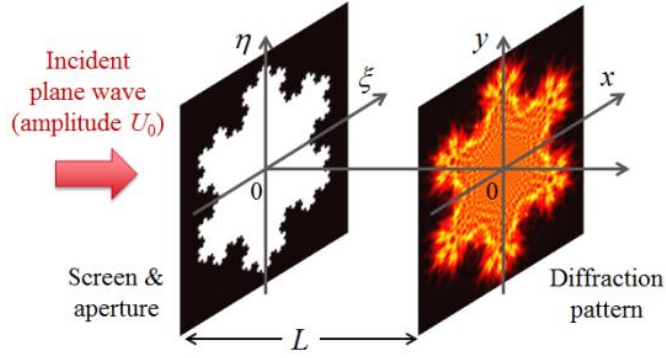 Incident
plane wave
(amplitude U₀)
η
ξ
0
Screen &
aperture
L
y
x
0
Diffraction
pattern